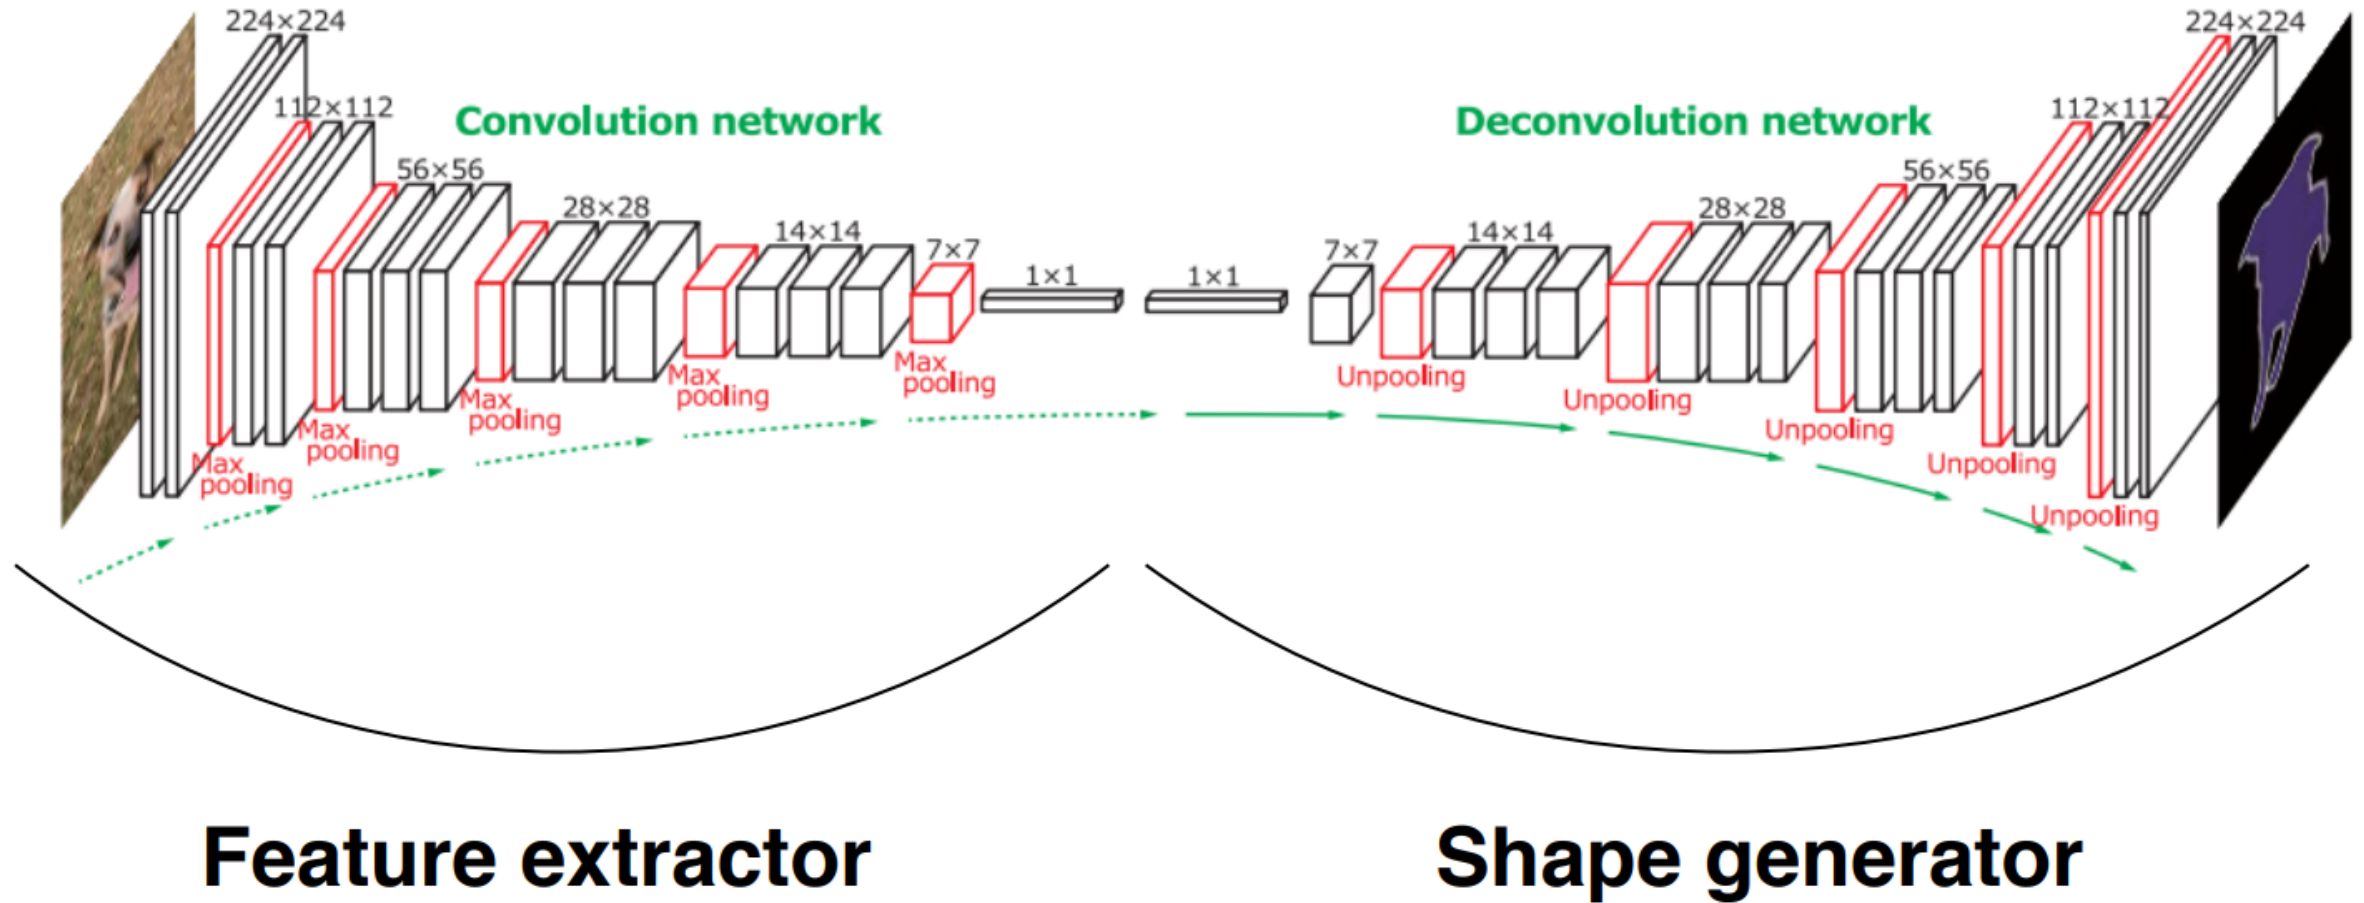 224×224
112×112
Convolution network
56×56
28×28
14×14
7×7
1×1
Max
pooling
Max
pooling
Max
pooling
Max
pooling
Max
pooling
224×224
112×112
Deconvolution network
56×56
28×28
14×14
7×7
1×1
Unpooling
Unpooling
Unpooling
Unpooling
Unpooling
Feature extractor
Shape generator